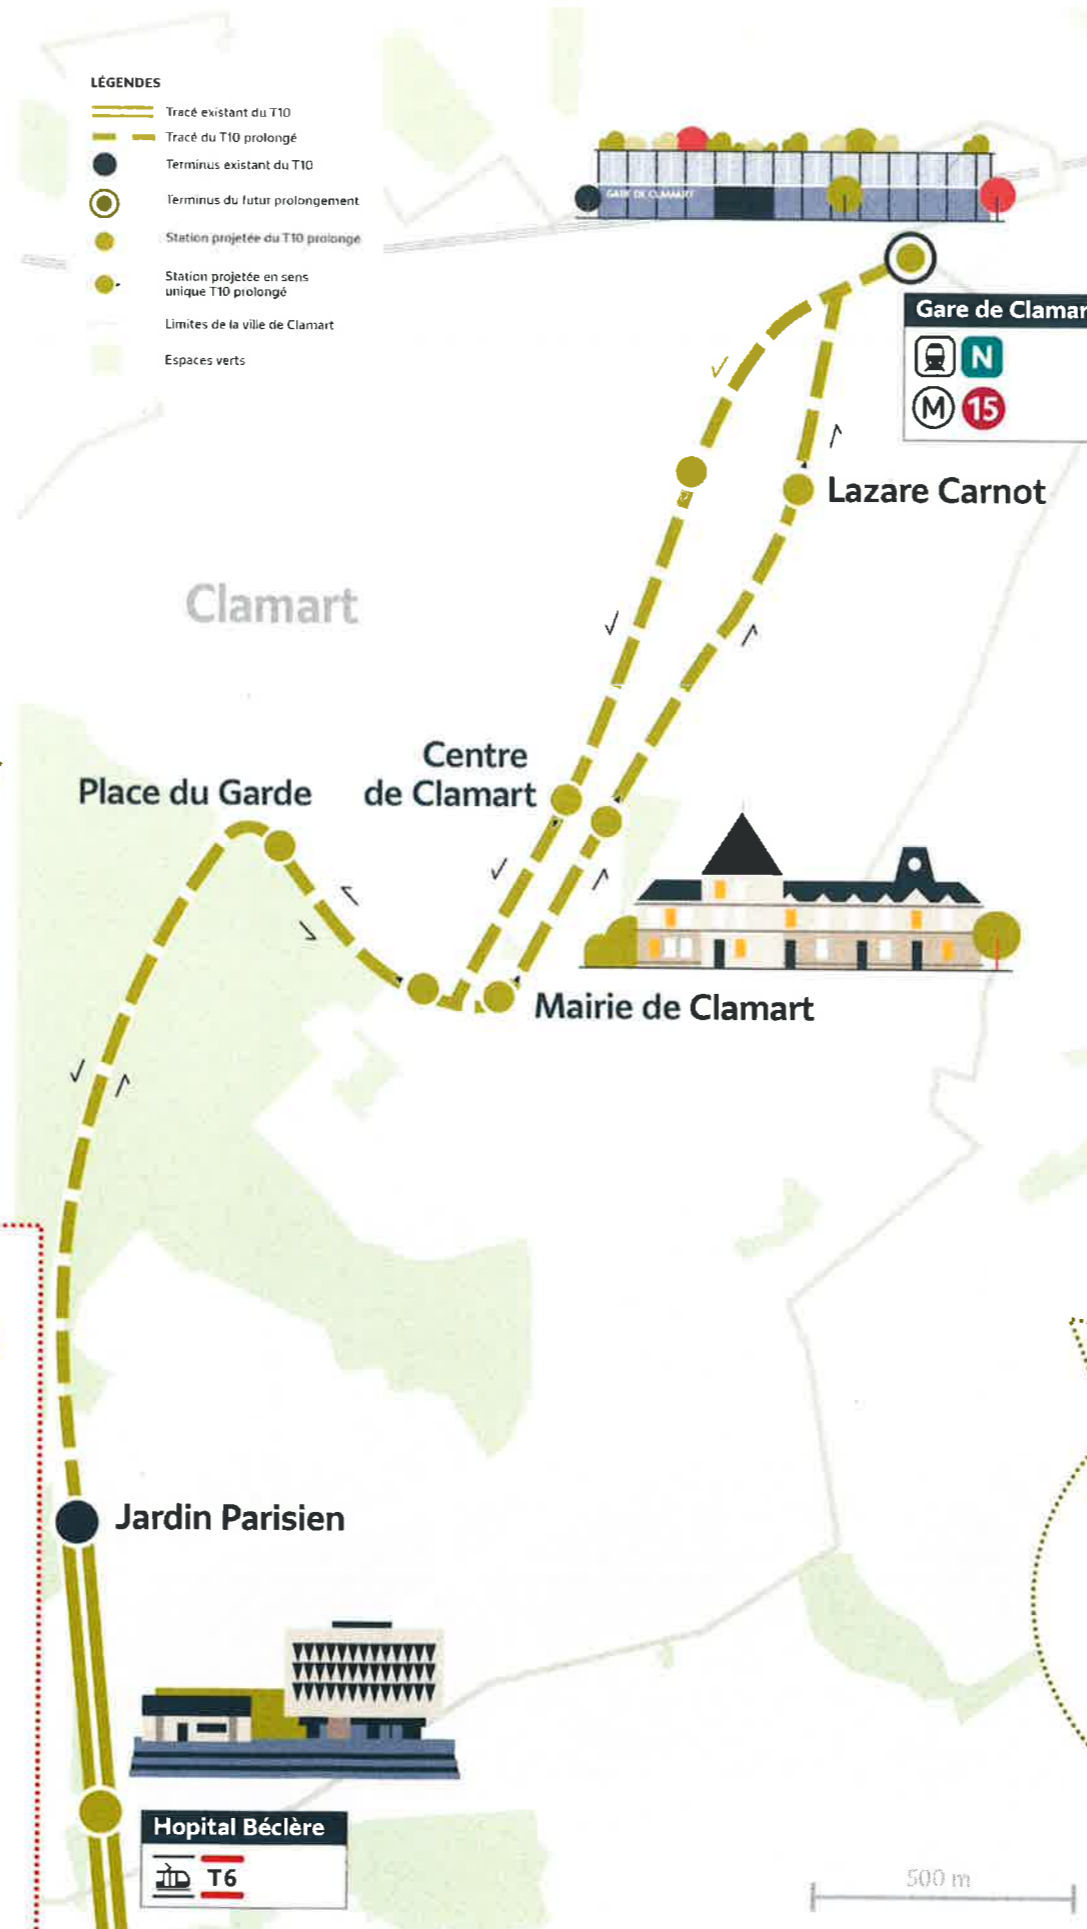 LÉGENDES
Tracé existant du T10
Tracé du T10 prolongé
Terminus existant du T10
Terminus du futur prolongement
Station projetée du T10 prolongé
Station projetée en sens
unique T10 prolongé
Limites de la ville de Clamart
Espaces verts
GARE DE CLAMART
Gare de Clamar
N
M 15
Lazare Carnot
Clamart
Centre
de Clamart
Place du Garde
Mairie de Clamart
Jardin Parisien
Hopital Béclère
T6
500 m